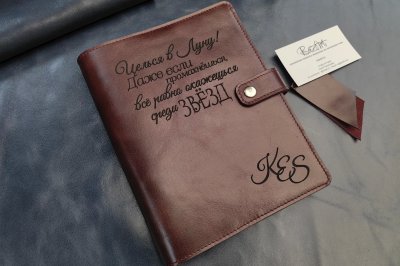 Целься в Луну!
Даже если
промахнёшься,
всё равно окажешься
среди ЗВЁЗД
KES